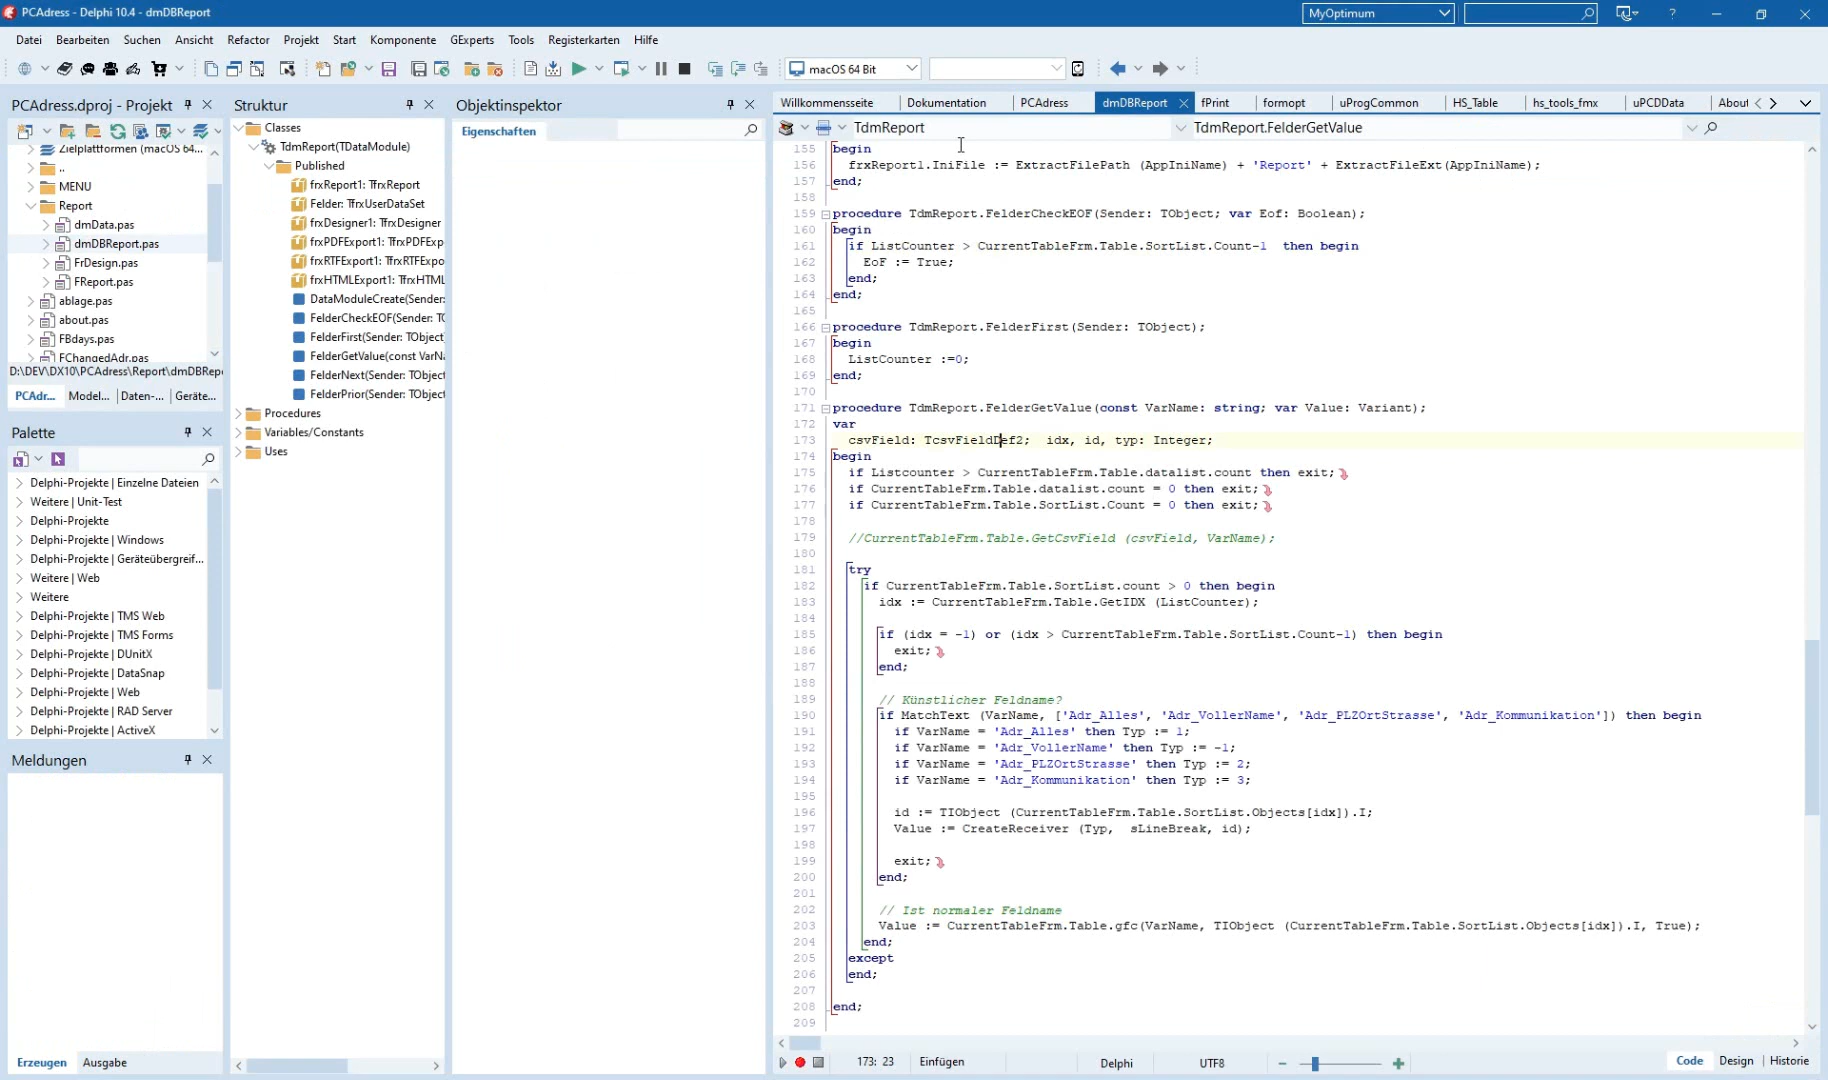 PCAdress - Delphi 10.4 - dmDBReport
MyOptimum
Datei Bearbeiten Suchen Ansicht Refactor Projekt Start Komponente GExperts Tools Registerkarten Hilfe
macOS 64 Bit
PCAdress.dproj - Projekt
Zielplattformen (macOS 64...
..
MENU
Report
dmData.pas
dmDBReport.pas
FrDesign.pas
FReport.pas
ablage.pas
about.pas
FBdays.pas
FChangedAdr.pas
D:\DEV\DX10\PCAdress\Report\dmDBRepo
PCAdr... Model... Daten-... Geräte...
Palette
Delphi-Projekte | Einzelne Dateien
Weitere | Unit-Test
Delphi-Projekte
Delphi-Projekte | Windows
Delphi-Projekte | Geräteübergreif...
Weitere | Web
Weitere
Delphi-Projekte | TMS Web
Delphi-Projekte | TMS Forms
Delphi-Projekte | DUnitX
Delphi-Projekte | DataSnap
Delphi-Projekte | Web
Delphi-Projekte | RAD Server
Delphi-Projekte | ActiveX
Meldungen
Erzeugen Ausgabe
Struktur
Classes
TdmReport(TDataModule)
Published
frxReport1: TfrxReport
Felder: TfrxUserDataSet
frxDesigner1: TfrxDesigner
frxPDFExport1: TfrxPDFExp
frxRTFExport1: TfrxRTFExpo
frxHTMLExport1: TfrxHTML
DataModuleCreate(Sender:
FelderCheckEOF(Sender: TO
FelderFirst(Sender: TObject
FelderGetValue(const VarNa
FelderNext(Sender: TObject
FelderPrior(Sender: TObject
Procedures
Variables/Constants
Uses
Objektinspektor
Eigenschaften
Willkommensseite Dokumentation PCAdress dmDBReport fPrint formopt uProgCommon HS_Table hs_tools_fmx uPCDData About
TdmReport TdmReport.FelderGetValue
155 begin
156 frxReport1.IniFile := ExtractFilePath (AppIniName) + 'Report' + ExtractFileExt(AppIniName);
157 end;
158
159 procedure TdmReport.FelderCheckEOF(Sender: TObject; var Eof: Boolean);
160 begin
161 if ListCounter > CurrentTableFrm.Table.SortList.Count-1 then begin
162 EoF := True;
163 end;
164 end;
165
166 procedure TdmReport.FelderFirst(Sender: TObject);
167 begin
168 ListCounter :=0;
169 end;
170
171 procedure TdmReport.FelderGetValue(const VarName: string; var Value: Variant);
172 var
173 csvField: TcsvFieldDef2; idx, id, typ: Integer;
174 begin
175 if Listcounter > CurrentTableFrm.Table.datalist.count then exit;
176 if CurrentTableFrm.Table.datalist.count = 0 then exit;
177 if CurrentTableFrm.Table.SortList.Count = 0 then exit;
178
179 //CurrentTableFrm.Table.GetCsvField (csvField, VarName);
180
181 try
182 if CurrentTableFrm.Table.SortList.count > 0 then begin
183 idx := CurrentTableFrm.Table.GetIDX (ListCounter);
184
185 if (idx = -1) or (idx > CurrentTableFrm.Table.SortList.Count-1) then begin
186 exit;
187 end;
188
189 // Künstlicher Feldname?
190 if MatchText (VarName, ['Adr_Alles', 'Adr_VollerName', 'Adr_PLZOrtStrasse', 'Adr_Kommunikation']) then begin
191 if VarName = 'Adr_Alles' then Typ := 1;
192 if VarName = 'Adr_VollerName' then Typ := -1;
193 if VarName = 'Adr_PLZOrtStrasse' then Typ := 2;
194 if VarName = 'Adr_Kommunikation' then Typ := 3;
195
196 id := TIObject (CurrentTableFrm.Table.SortList.Objects[idx]).I;
197 Value := CreateReceiver (Typ, sLineBreak, id);
198
199 exit;
200 end;
201
202 // Ist normaler Feldname
203 Value := CurrentTableFrm.Table.gfc(VarName, TIObject (CurrentTableFrm.Table.SortList.Objects[idx]).I, True);
204 end;
205 except
206 end;
207
208 end;
209
173: 23 Einfügen Delphi UTF8 Code Design Historie